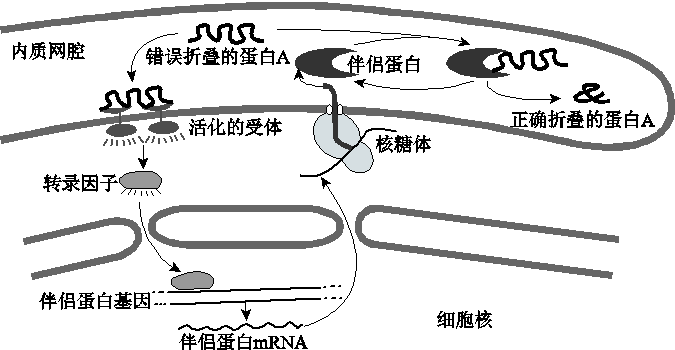 内质网腔
错误折叠的蛋白A
伴侣蛋白
正确折叠的蛋白A
活化的受体
核糖体
转录因子
伴侣蛋白基因
伴侣蛋白mRNA
细胞核